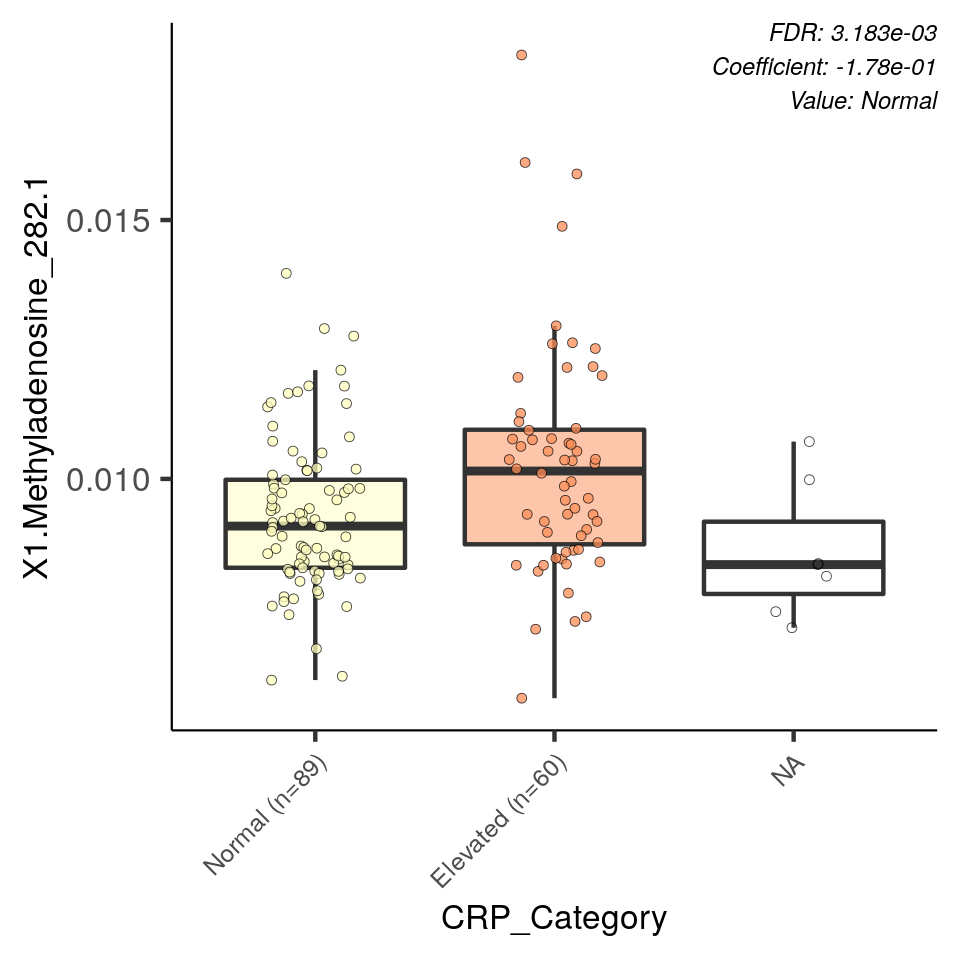 FDR: 3.183e-03
Coefficient: -1.78e-01
Value: Normal
X1.Methyladenosine_282.1
0.015
0.010
Normal (n=89)
Elevated (n=60)
NA
CRP_Category